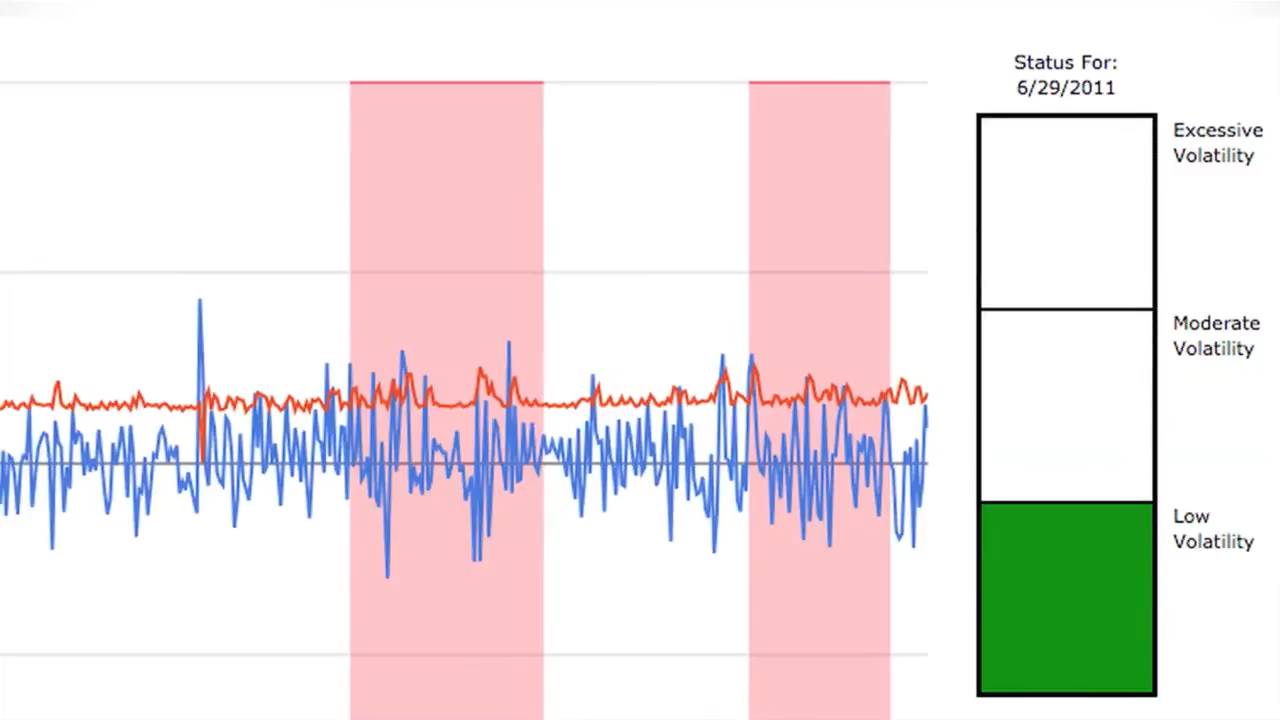 Status For:
6/29/2011
Excessive
Volatility
Moderate
Volatility
Low
Volatility